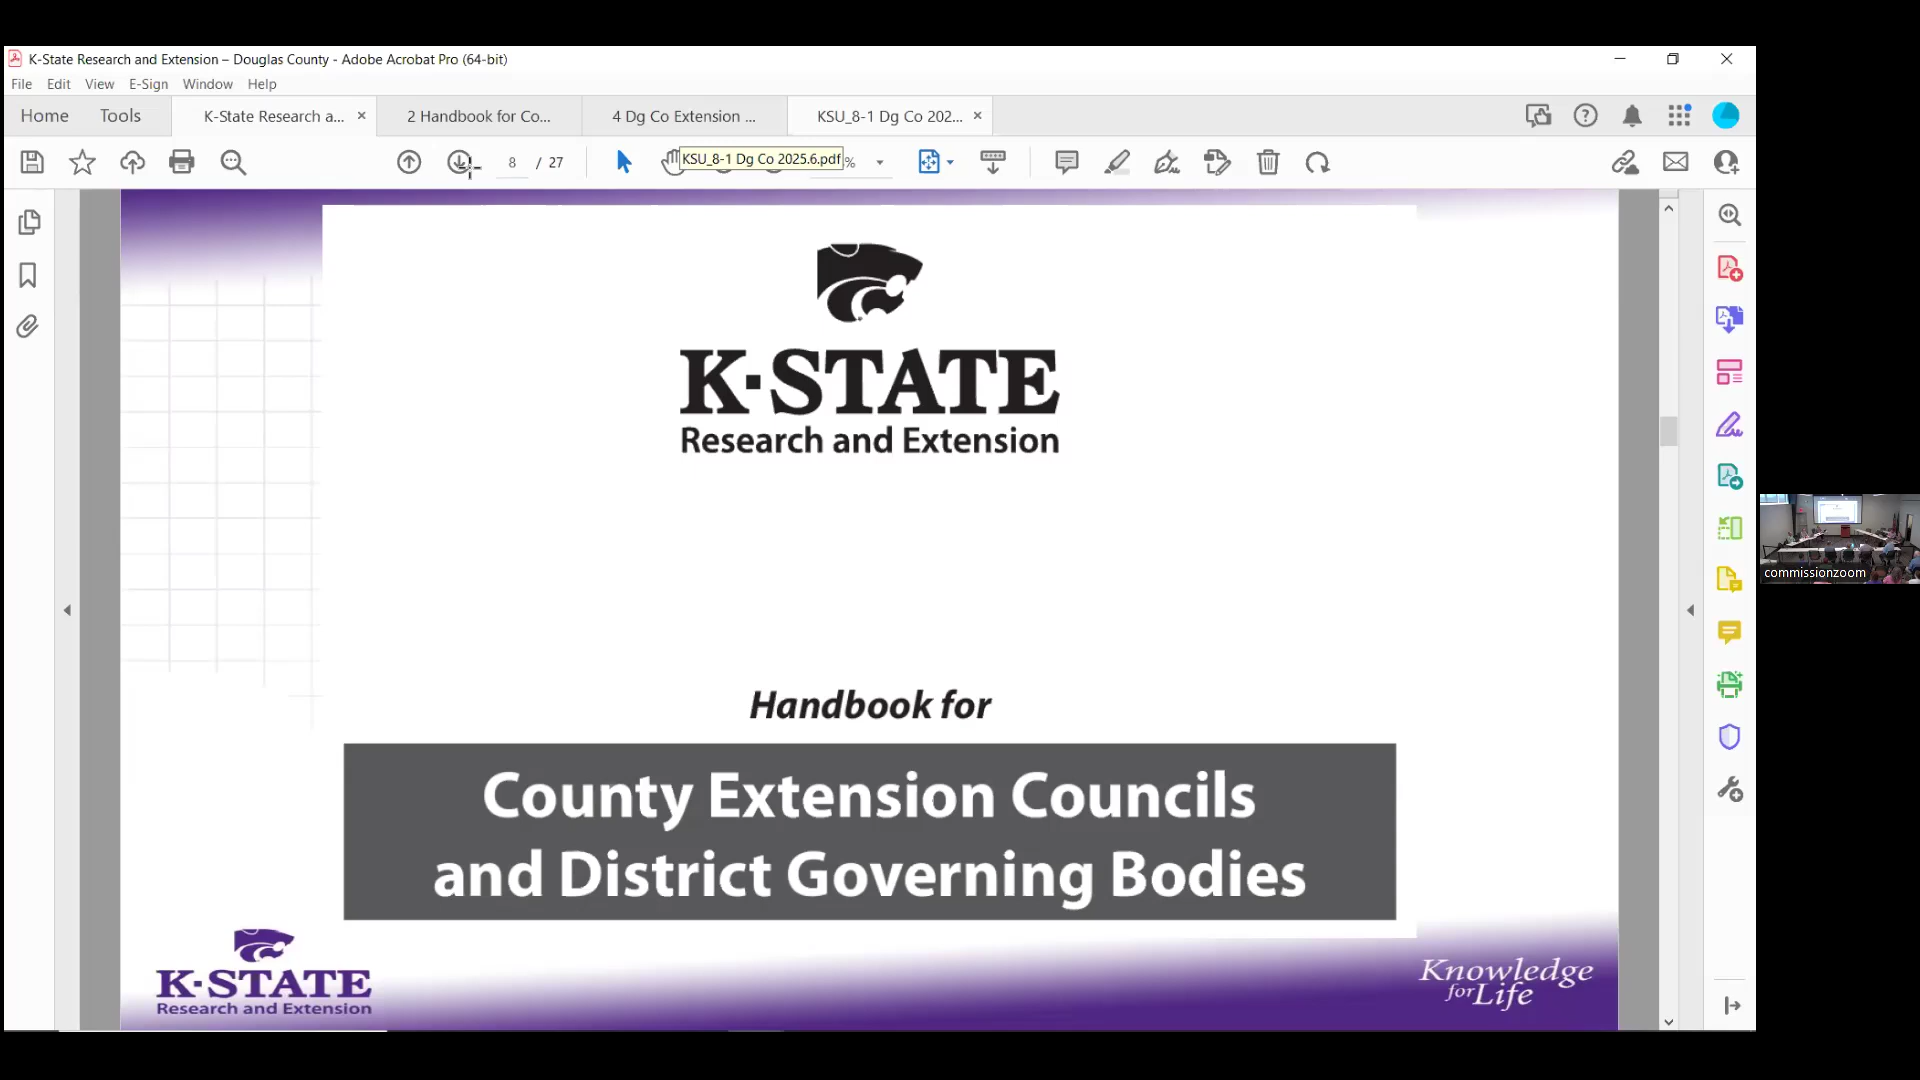 K-State Research and Extension – Douglas County - Adobe Acrobat Pro (64-bit)
File Edit View E-Sign Window Help
Home Tools K-State Research a... 2 Handbook for Co... 4 Dg Co Extension ... KSU_8-1 Dg Co 202...
8 / 27 KSU_8-1 Dg Co 2025.6.pdf %
K-STATE
Research and Extension
Handbook for
County Extension Councils
and District Governing Bodies
K-STATE
Research and Extension
Knowledge
for Life
commissionzoom